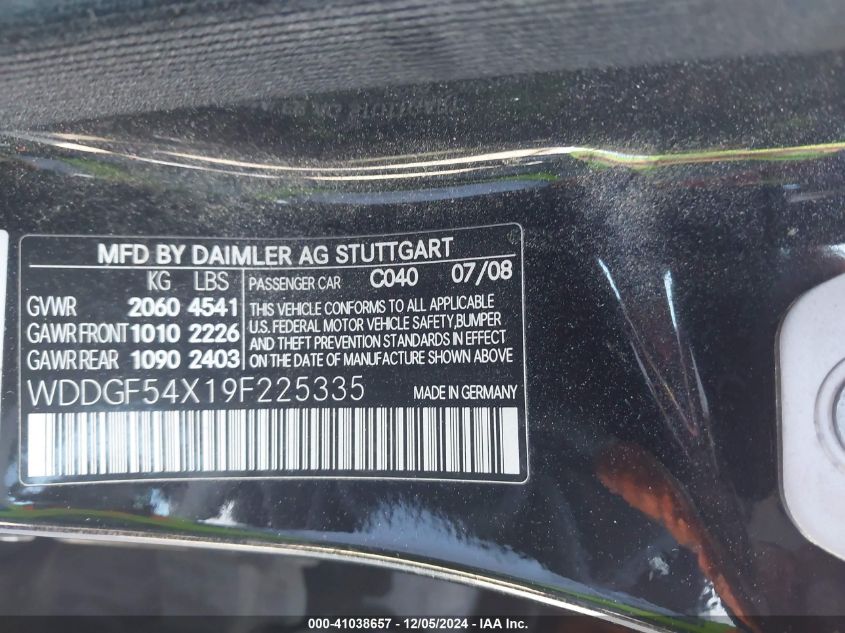 MFD BY DAIMLER AG STUTTGART
KG LBS
GVWR 2060 4541
GAWR FRONT 1010 2226
GAWR REAR 1090 2403
PASSENGER CAR C040 07/08
THIS VEHICLE CONFORMS TO ALL APPLICABLE
U.S. FEDERAL MOTOR VEHICLE SAFETY, BUMPER
AND THEFT PREVENTION STANDARDS IN EFFECT
ON THE DATE OF MANUFACTURE SHOWN ABOVE
WDDGF54X19F225335
MADE IN GERMANY
000-41038657 - 12/05/2024 - IAA Inc.